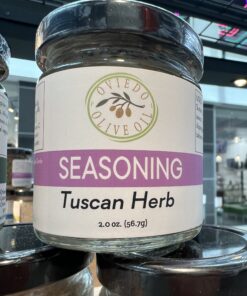 OVIEDO
OLIVE OIL
SEASONING
Tuscan Herb
2.0 oz. (56.7g)